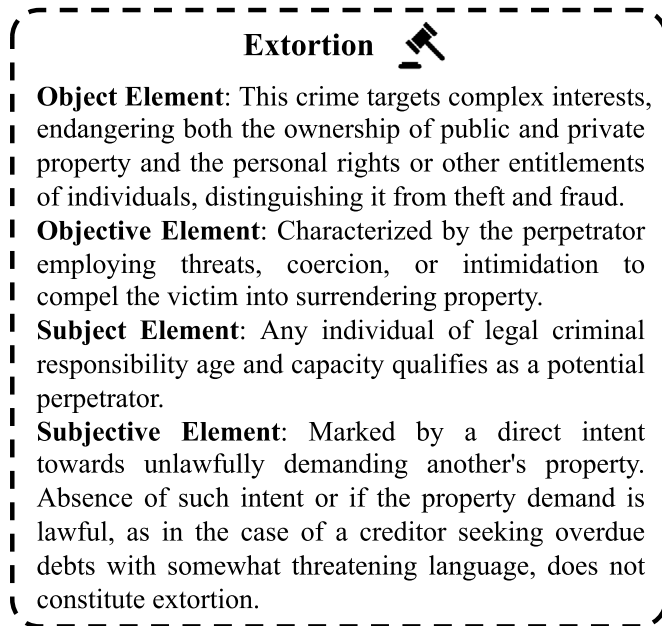 Extortion
Object Element: This crime targets complex interests,
endangering both the ownership of public and private
property and the personal rights or other entitlements
of individuals, distinguishing it from theft and fraud.
Objective Element: Characterized by the perpetrator
employing threats, coercion, or intimidation to
compel the victim into surrendering property.
Subject Element: Any individual of legal criminal
responsibility age and capacity qualifies as a potential
perpetrator.
Subjective Element: Marked by a direct intent
towards unlawfully demanding another's property.
Absence of such intent or if the property demand is
lawful, as in the case of a creditor seeking overdue
debts with somewhat threatening language, does not
constitute extortion.